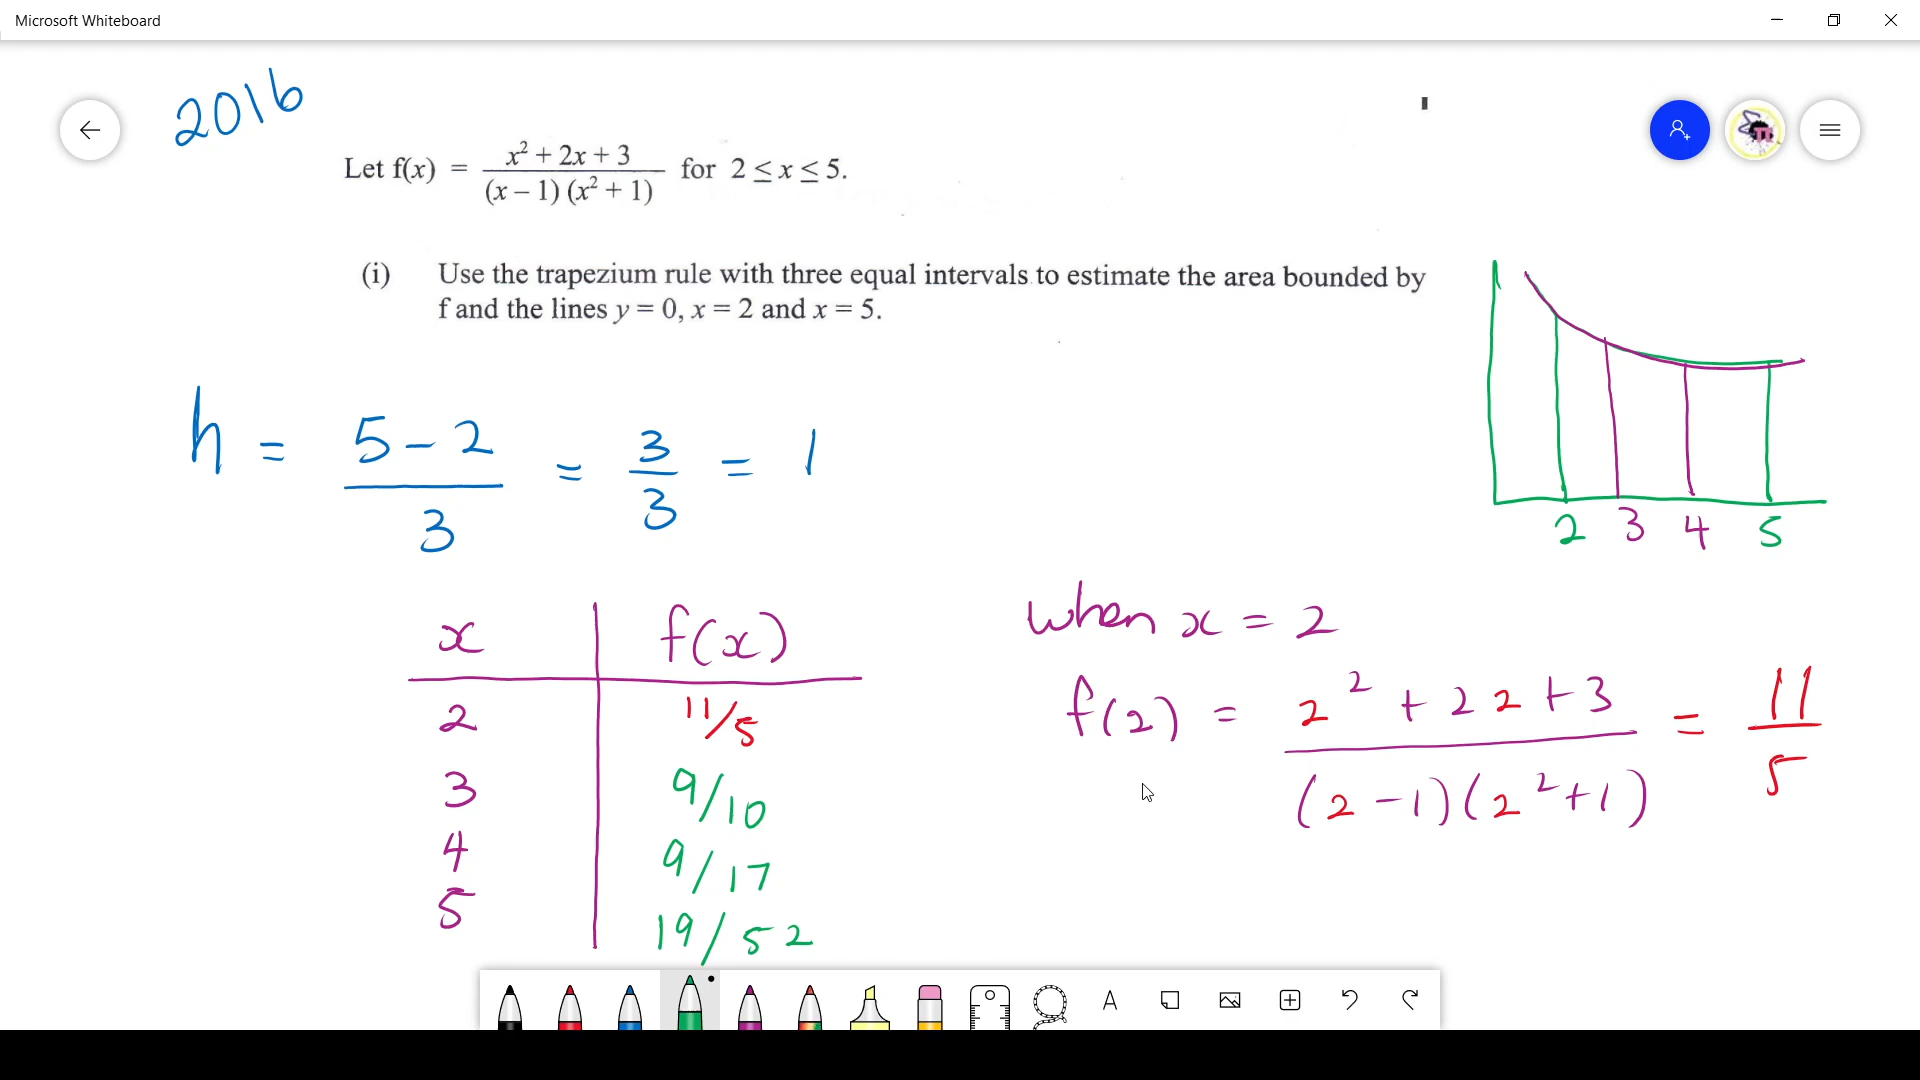 Microsoft Whiteboard
2016
Let f(x) = x² + 2x + 3 / (x – 1) (x² + 1) for 2 ≤ x ≤ 5.
(i) Use the trapezium rule with three equal intervals to estimate the area bounded by
f and the lines y = 0, x = 2 and x = 5.
h = 5 - 2 / 3 = 3 / 3 = 1
2 3 4 5
x f(x)
2 11/5
3 9/10
4 9/17
5 19/52
when x = 2
f(2) = 2² + 2 2 + 3 / (2 - 1)(2² + 1) = 11 / 5